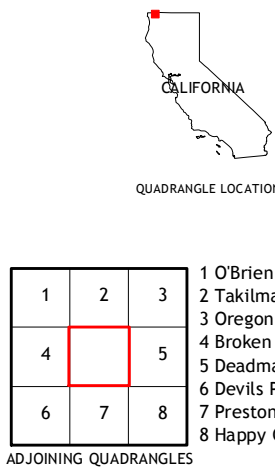 CALIFORNIA
QUADRANGLE LOCATION
1 2 3
4 5
6 7 8
1 O'Brien
2 Takilma
3 Oregon
4 Broken
5 Deadma
6 Devils
7 Preston
8 Happy
ADJOINING QUADRANGLES